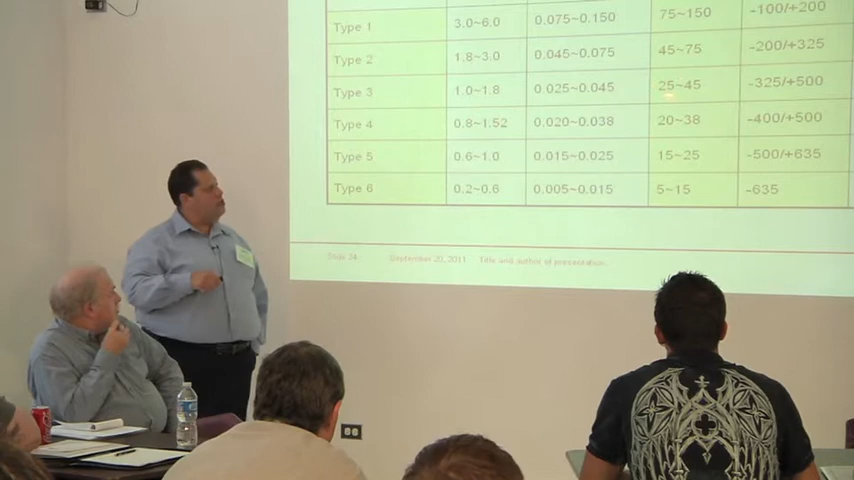 Type 1 3.0~6.0 0.075~0.150 75~150 -100/+200
Type 2 1.8~3.0 0.045~0.075 45~75 -200/+325
Type 3 1.0~1.8 0.025~0.045 25~45 -325/+500
Type 4 0.8~1.52 0.020~0.038 20~38 -400/+500
Type 5 0.6~1.0 0.015~0.025 15~25 -500/+635
Type 6 0.2~0.6 0.005~0.015 5~15 -635
Slide 24 September 20, 2011 Title and author of presentation